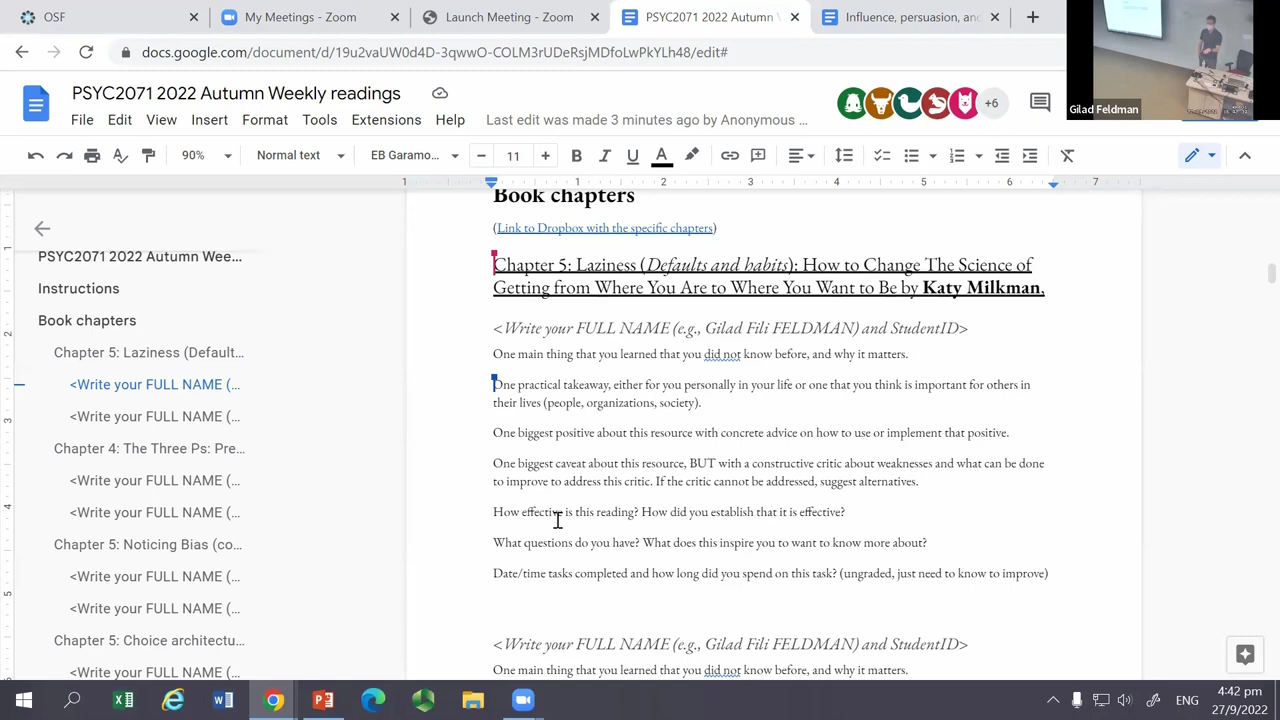 OSF
My Meetings - Zoom
Launch Meeting - Zoom
PSYC2071 2022 Autumn
Influence, persuasion, an
docs.google.com/document/d/19u2vaUW0d4D-3qwwO-COLM3rUDeRsjMDfoLwPkYLh48/edit#
Gilad Feldman
PSYC2071 2022 Autumn Weekly readings
+6
File Edit View Insert Format Tools Extensions Help Last edit was made 3 minutes ago by Anonymous ...
90% Normal text EB Garamo... 11
1 1 2 3 4 5 6 7
Book chapters
(Link to Dropbox with the specific chapters)
Chapter 5: Laziness (Defaults and habits): How to Change The Science of
Getting from Where You Are to Where You Want to Be by Katy Milkman,
<Write your FULL NAME (e.g., Gilad Fili FELDMAN) and StudentID>
One main thing that you learned that you did not know before, and why it matters.
One practical takeaway, either for you personally in your life or one that you think is important for others in
their lives (people, organizations, society).
One biggest positive about this resource with concrete advice on how to use or implement that positive.
One biggest caveat about this resource, BUT with a constructive critic about weaknesses and what can be done
to improve to address this critic. If the critic cannot be addressed, suggest alternatives.
How effective is this reading? How did you establish that it is effective?
What questions do you have? What does this inspire you to want to know more about?
Date/time tasks completed and how long did you spend on this task? (ungraded, just need to know to improve)
<Write your FULL NAME (e.g., Gilad Fili FELDMAN) and StudentID>
One main thing that you learned that you did not know before, and why it matters.
PSYC2071 2022 Autumn Wee...
Instructions
Book chapters
Chapter 5: Laziness (Default...
<Write your FULL NAME (...
<Write your FULL NAME (...
Chapter 4: The Three Ps: Pre...
<Write your FULL NAME (...
<Write your FULL NAME (...
Chapter 5: Noticing Bias (co...
<Write your FULL NAME (...
<Write your FULL NAME (...
Chapter 5: Choice architectu...
<Write your FULL NAME (...
1
2
3
4
5
ENG
4:42 pm
27/9/2022